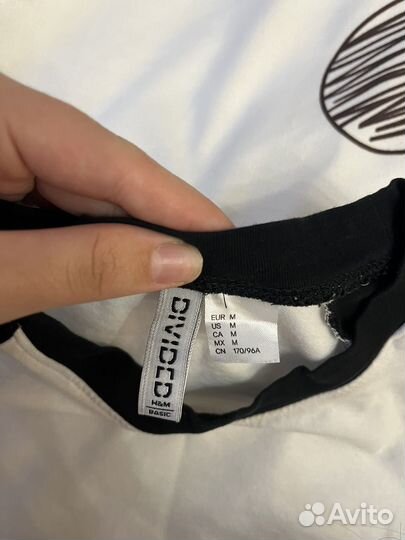 DIVIDED
H&M
BASIC
EUR M
US M
CA M
MX M
CN 170/96A
Avito